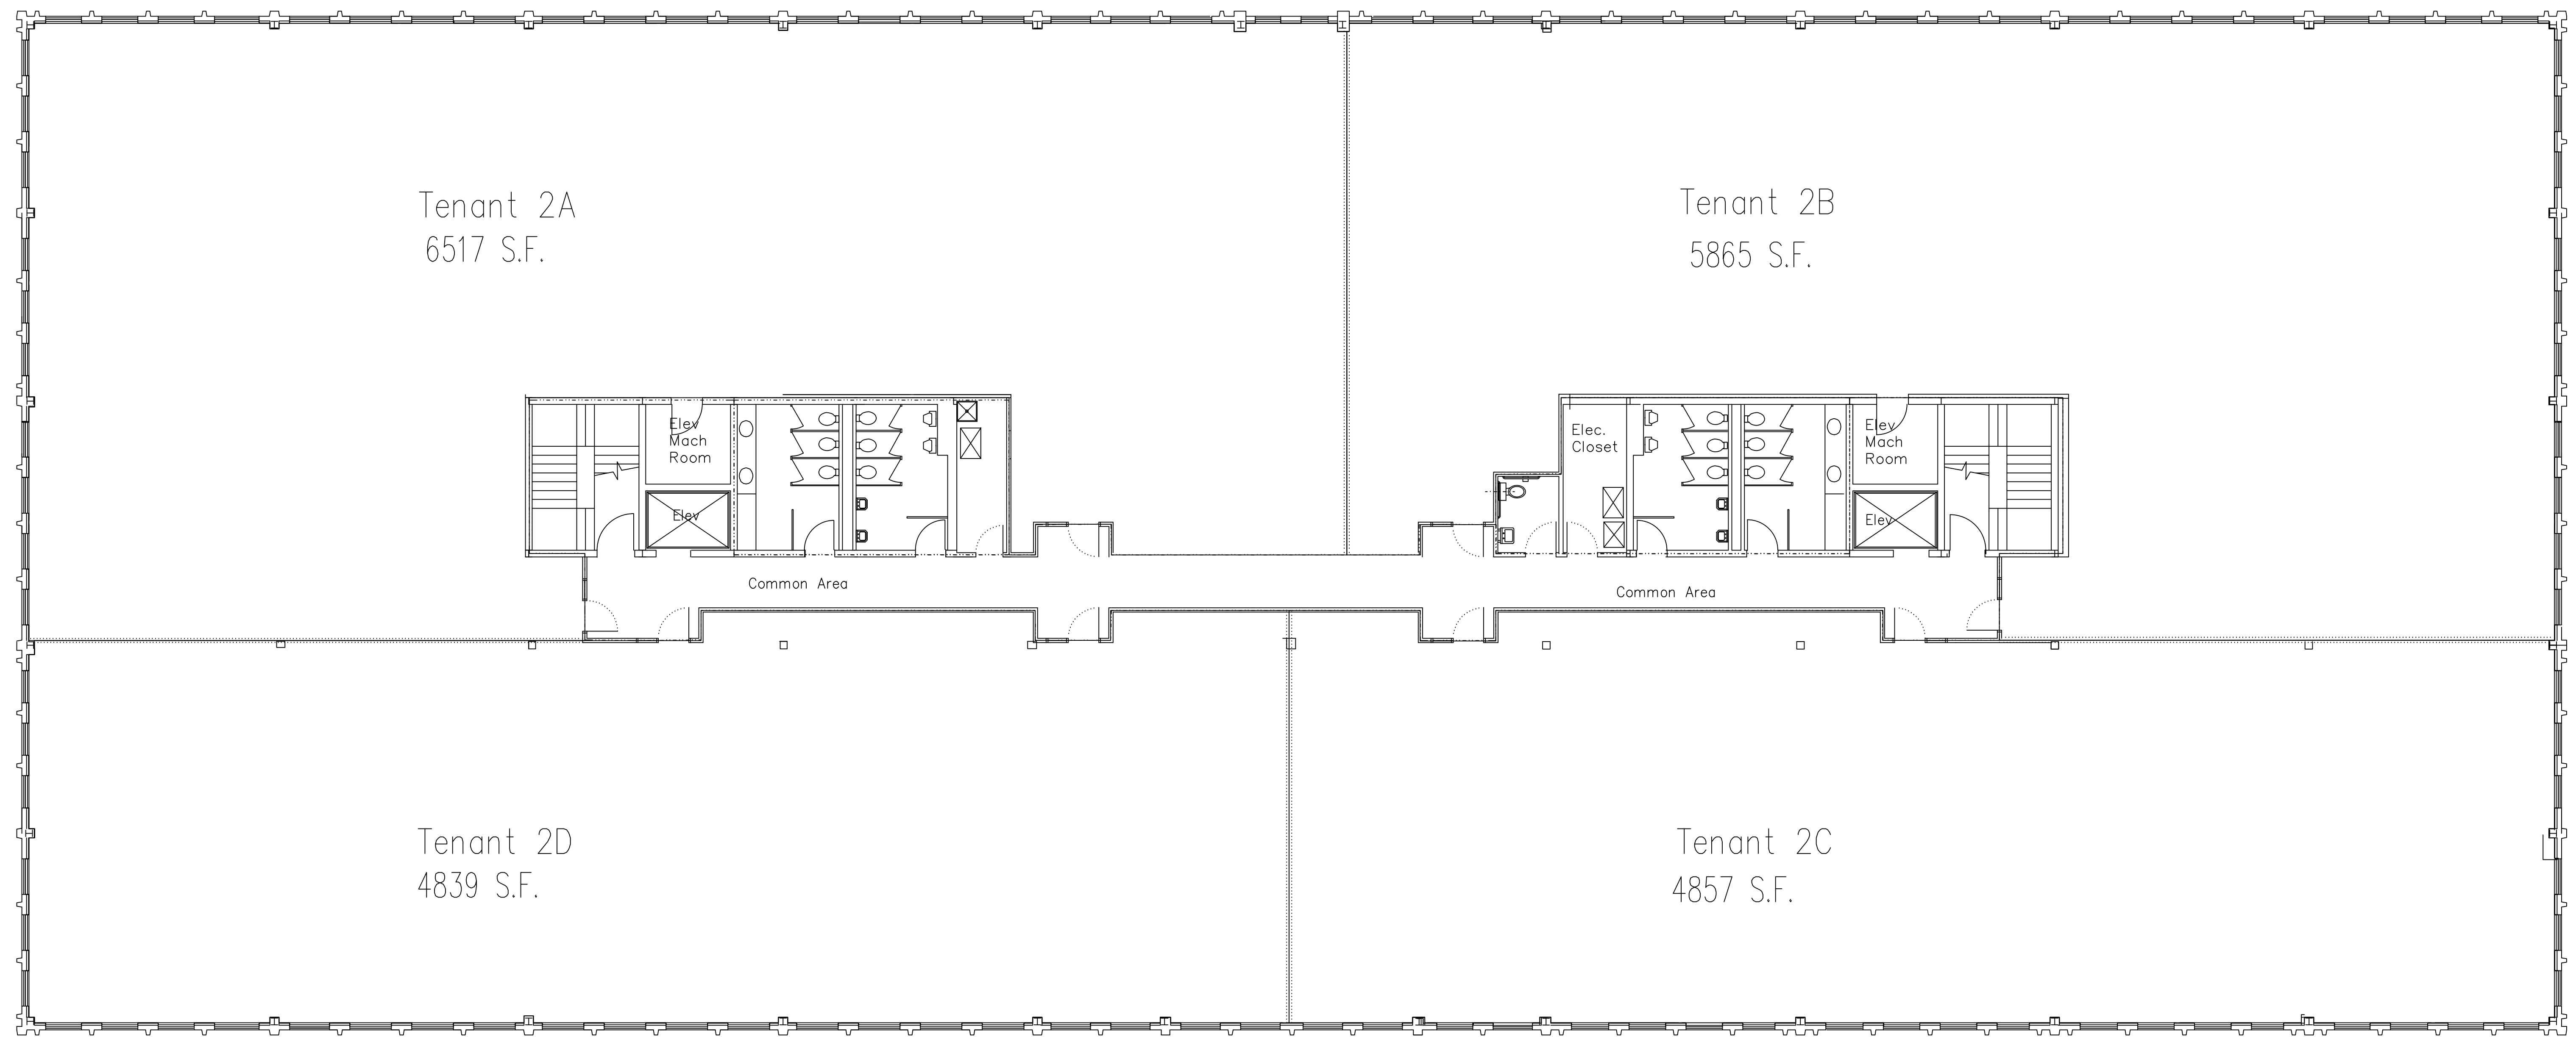 Tenant 2A
6517 S.F.
Tenant 2B
5865 S.F.
Elev
Mach
Room
Elev
Elec.
Closet
Elev
Mach
Room
Elev
Common Area
Common Area
Tenant 2D
4839 S.F.
Tenant 2C
4857 S.F.